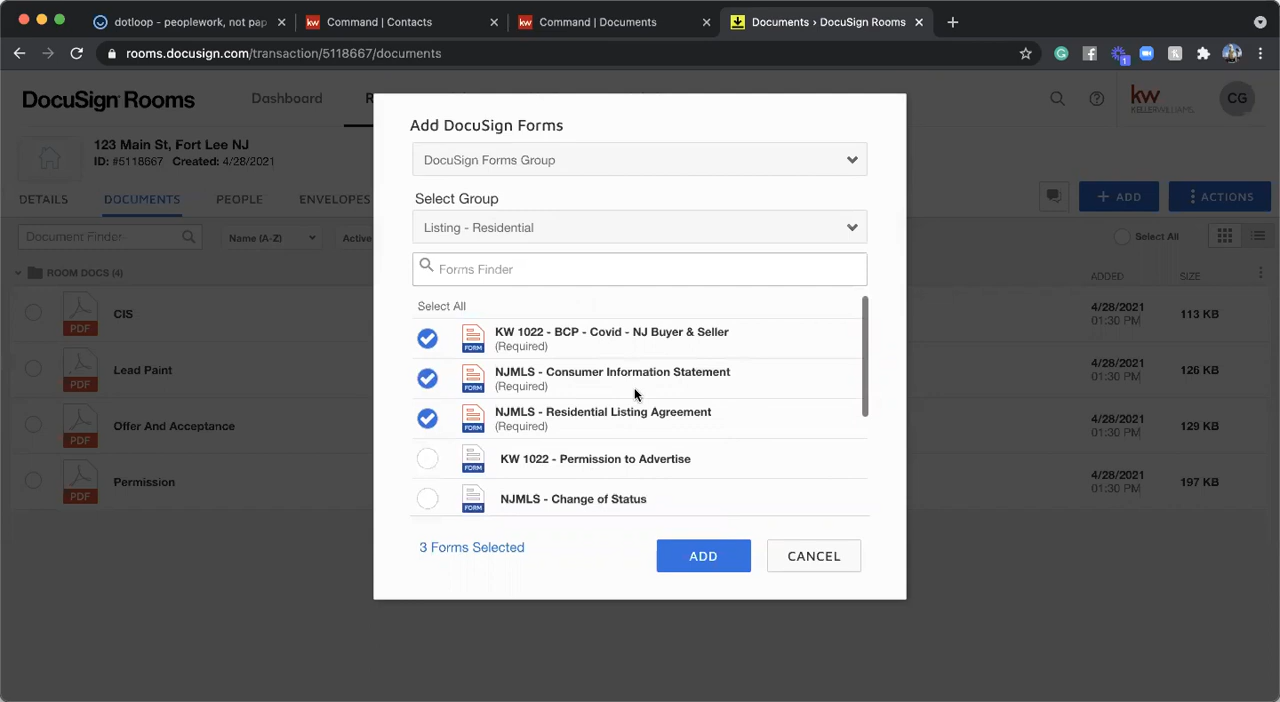 dotloop - peoplework, not pap
Command | Contacts
Command | Documents
Documents › DocuSign Rooms
rooms.docusign.com/transaction/5118667/documents
1
DocuSign Rooms
Dashboard
R
kw
KELLERWILLIAMS
CG
123 Main St, Fort Lee NJ
ID: #5118667 Created: 4/28/2021
DETAILS
DOCUMENTS
PEOPLE
ENVELOPES
+ ADD
ACTIONS
Document Finder
Name (A-Z)
Active
Select All
ROOM DOCS (4)
ADDED
SIZE
PDF
CIS
4/28/2021
01:30 PM
113 KB
PDF
Lead Paint
4/28/2021
01:30 PM
126 KB
PDF
Offer And Acceptance
4/28/2021
01:30 PM
129 KB
PDF
Permission
4/28/2021
01:30 PM
197 KB
Add DocuSign Forms
DocuSign Forms Group
Select Group
Listing - Residential
Forms Finder
Select All
FORM
KW 1022 - BCP - Covid - NJ Buyer & Seller
(Required)
FORM
NJMLS - Consumer Information Statement
(Required)
FORM
NJMLS - Residential Listing Agreement
(Required)
FORM
KW 1022 - Permission to Advertise
FORM
NJMLS - Change of Status
3 Forms Selected
ADD
CANCEL